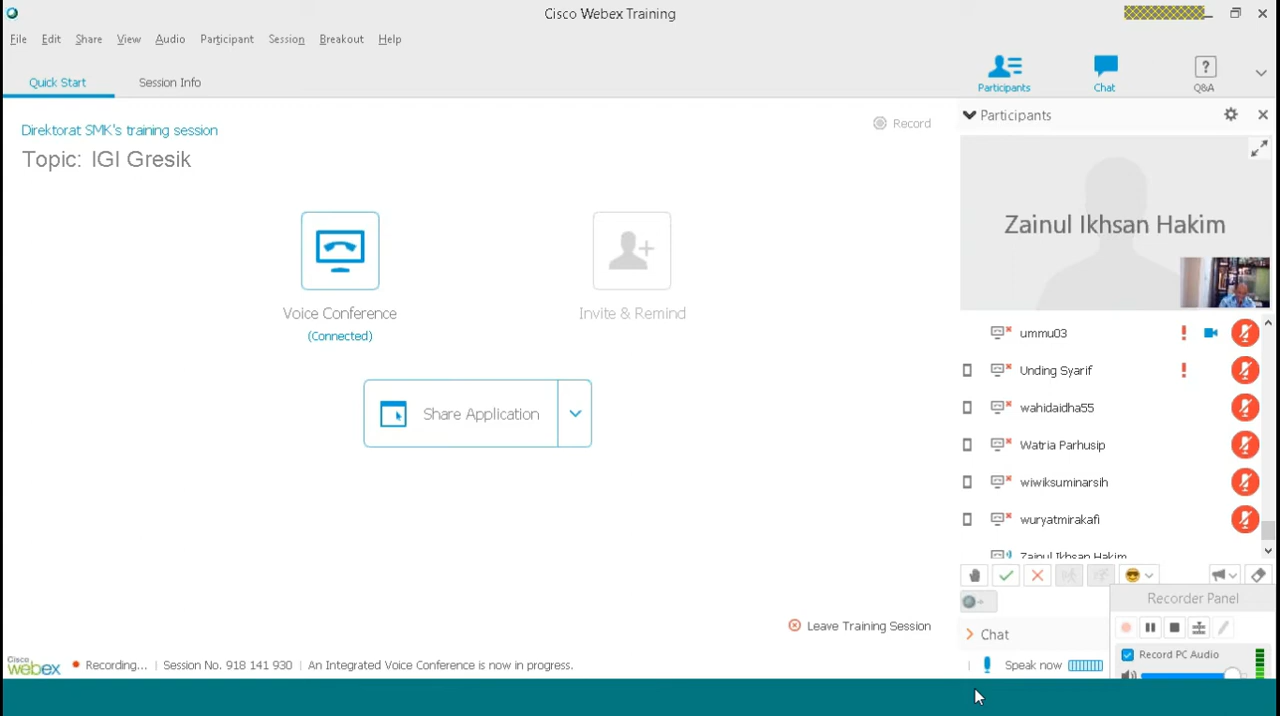 Cisco Webex Training
File Edit Share View Audio Participant Session Breakout Help
Quick Start Session Info
Participants Chat Q&A
Direktorat SMK's training session
Topic: IGI Gresik
Record
Participants
Zainul Ikhsan Hakim
Voice Conference
(Connected)
Invite & Remind
Share Application
ummu03
Unding Syarif
wahidaidha55
Watria Parhusip
wiwiksuminarsih
wuryatmirakafi
Zainul Ikhsan Hakim
Leave Training Session
Recorder Panel
Chat
Record PC Audio
Cisco webex Recording... Session No. 918 141 930 An Integrated Voice Conference is now in progress.
Speak now